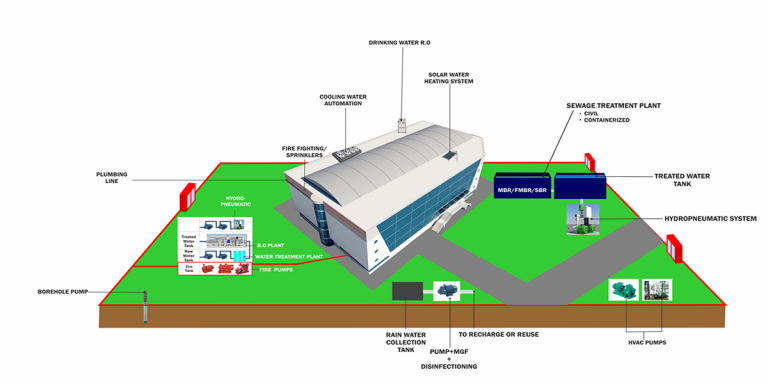 DRINKING WATER R.O
SOLAR WATER
HEATING SYSTEM
COOLING WATER
AUTOMATION
SEWAGE TREATMENT PLANT
• CIVIL
• CONTAINERIZED
FIRE FIGHTING/
SPRINKLERS
PLUMBING
LINE
TREATED WATER
TANK
MBR/FMBR/SBR
HYDRO-
PNEUMATIC
HYDROPNEUMATIC SYSTEM
Treated
Water
Tank
R.O PLANT
Raw
Water
Tank
WATER TREATMENT PLANT
Fire
Tank
FIRE PUMPS
BOREHOLE PUMP
RAIN WATER
COLLECTION
TANK
PUMP+MGF
+
DISINFECTIONING
TO RECHARGE OR REUSE
HVAC PUMPS